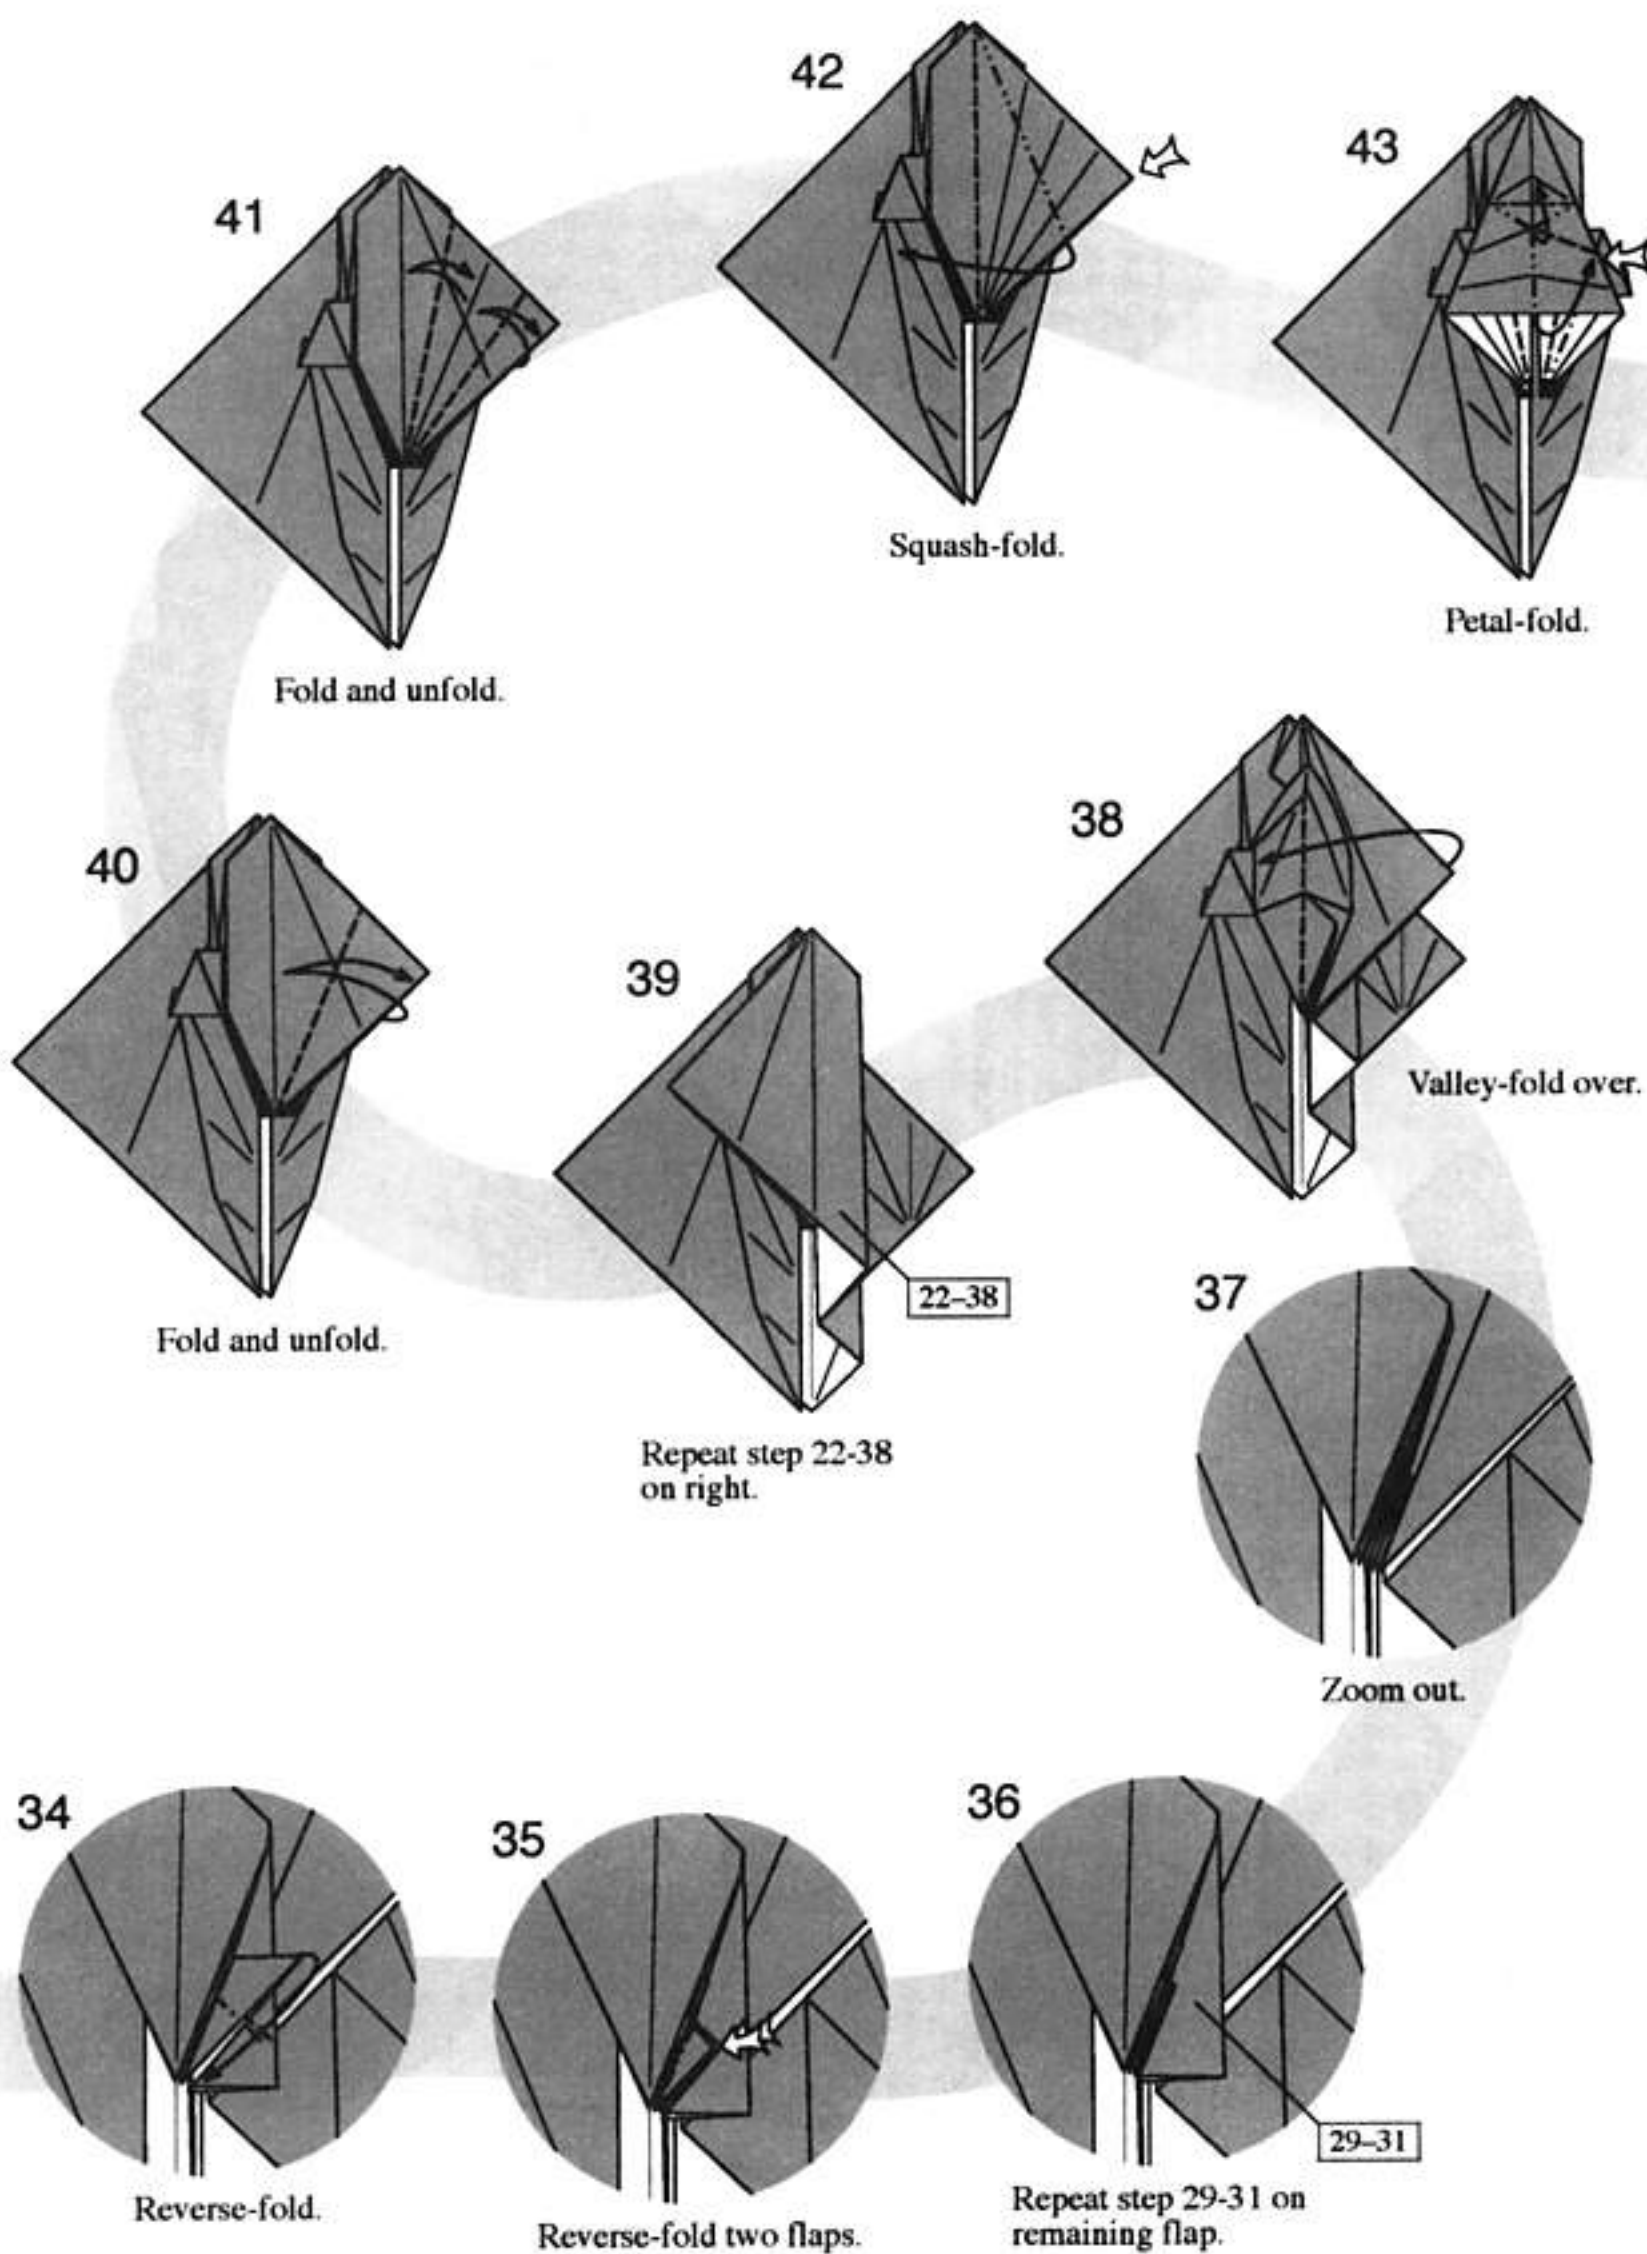 34
Reverse-fold.
35
Reverse-fold two flaps.
36
29–31
Repeat step 29-31 on
remaining flap.
37
Zoom out.
38
Valley-fold over.
39
22–38
Repeat step 22-38
on right.
40
Fold and unfold.
41
Fold and unfold.
42
Squash-fold.
43
Petal-fold.